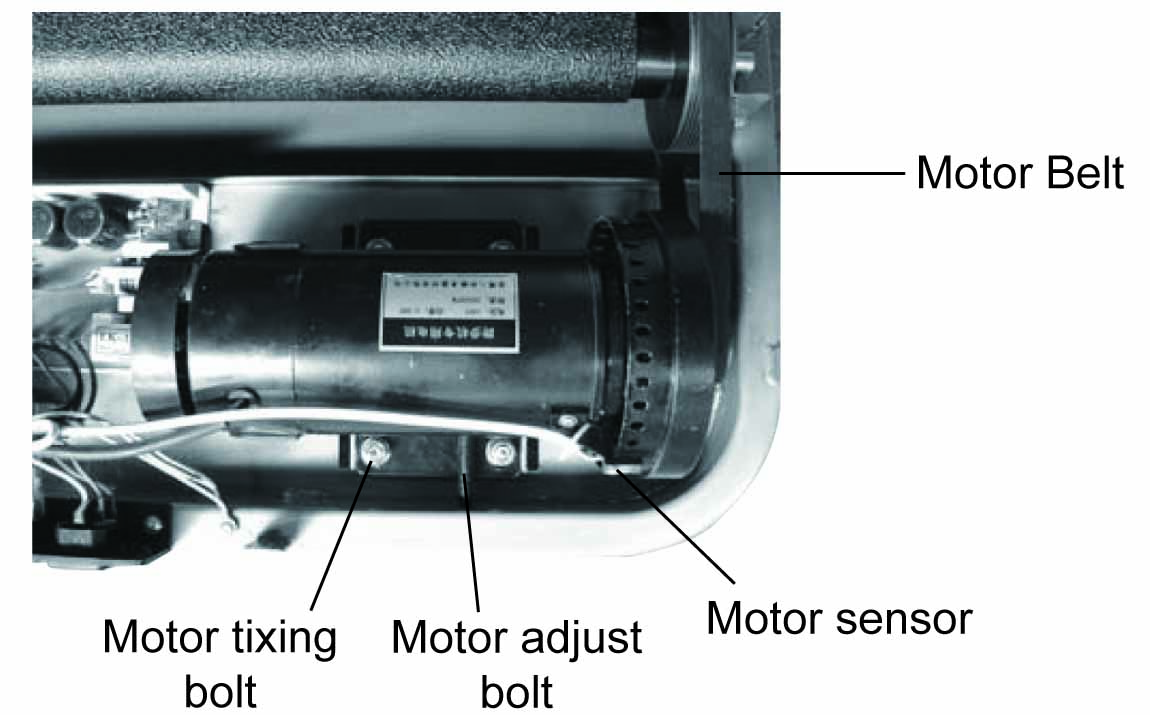 Motor Belt
Motor sensor
Motor tixing
bolt
Motor adjust
bolt